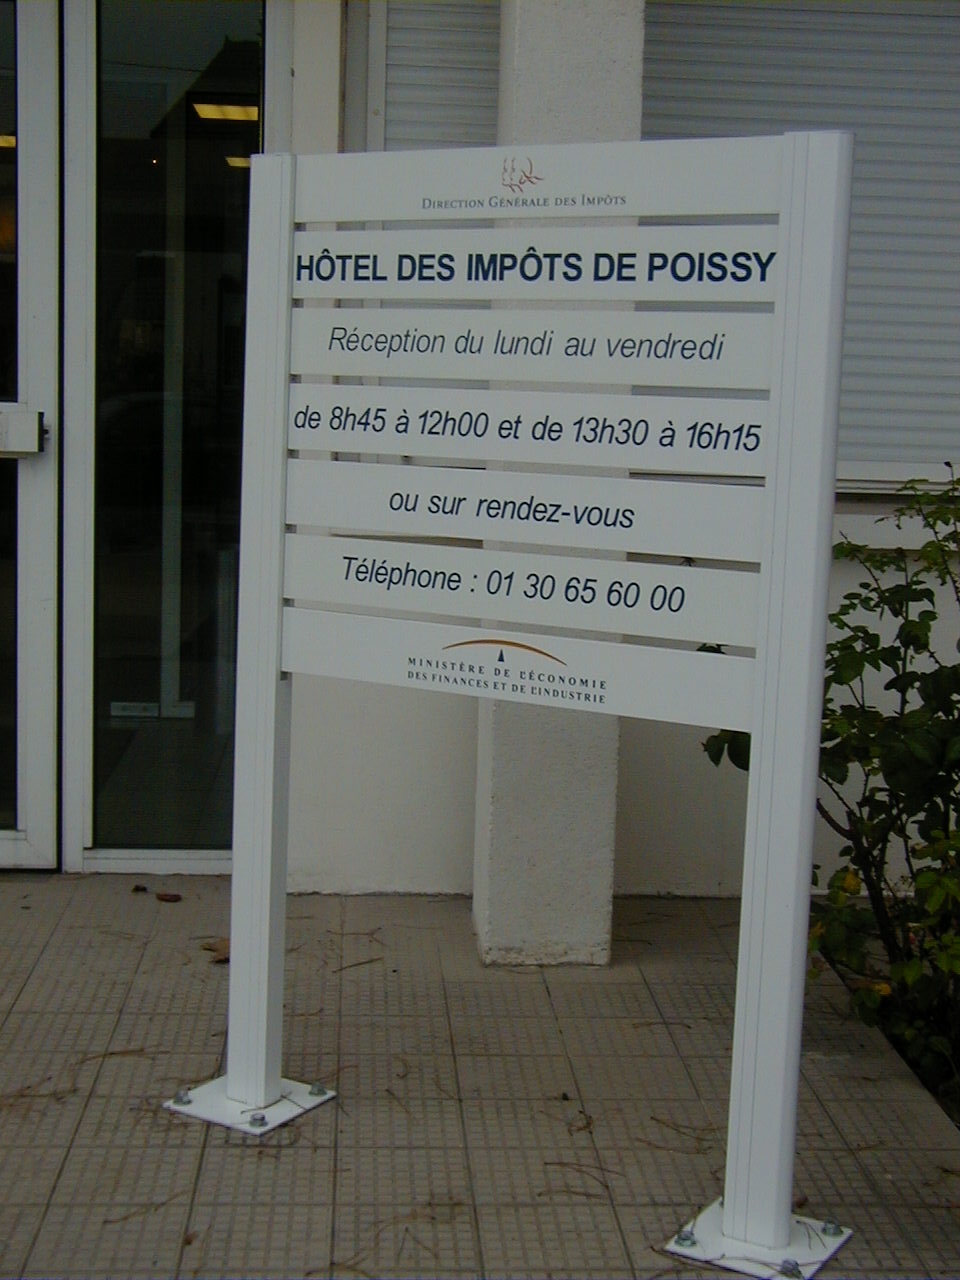 DIRECTION GÉNÉRALE DES IMPÔTS
HÔTEL DES IMPÔTS DE POISSY
Réception du lundi au vendredi
de 8h45 à 12h00 et de 13h30 à 16h15
ou sur rendez-vous
Téléphone : 01 30 65 60 00
MINISTÈRE DE L'ÉCONOMIE
DES FINANCES ET DE L'INDUSTRIE